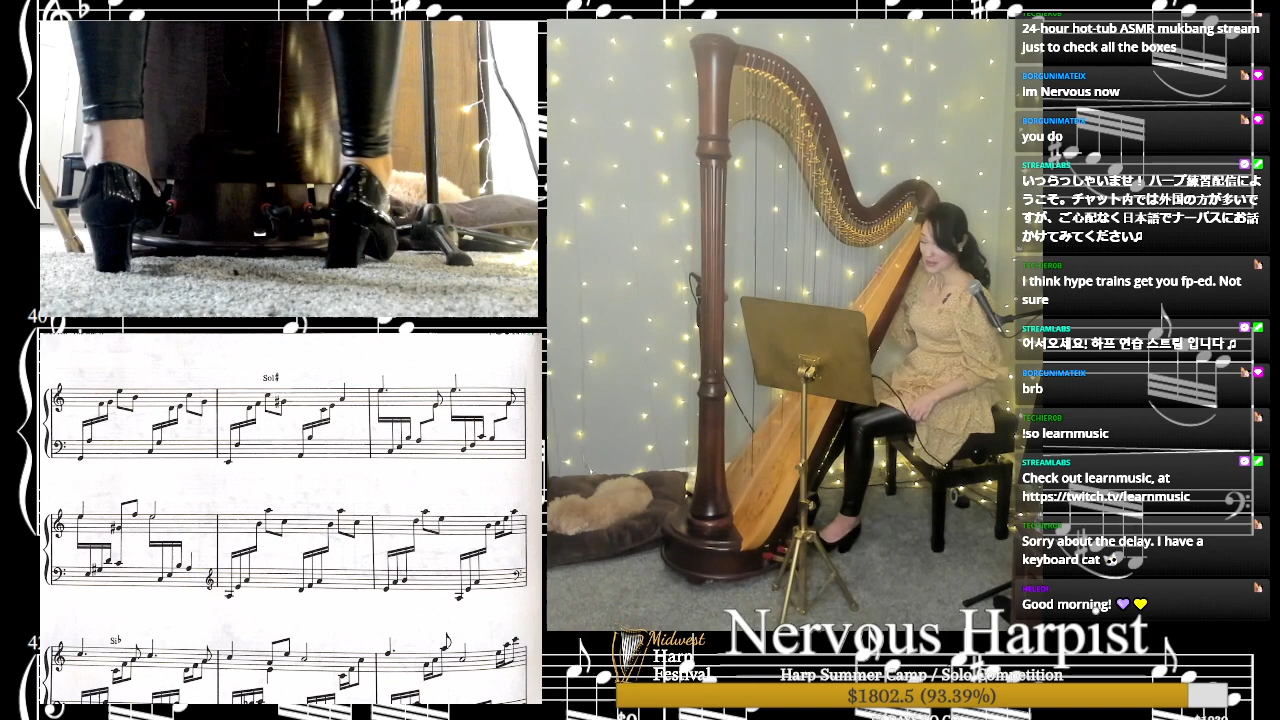 TECHIEROB
24-hour hot-tub ASMR mukbang stream
just to check all the boxes
BORGUNIMATEIX
Im Nervous now
BORGUNIMATEIX
you do
STREAMLABS
いらっしゃいませ！ ハープ練習配信によ
うこそ。チャット内では外国の方が多いで
すが、ご心配なく日本語でナーバスにお話
かけてみてください♫
TECHIEROB
I think hype trains get you fp-ed. Not
sure
STREAMLABS
어서오세요! 하프 연습 스트림 입니다 ♫
BORGUNIMATEIX
brb
TECHIEROB
!so learnmusic
STREAMLABS
Check out learnmusic, at
https://twitch.tv/learnmusic
TECHIEROB
Sorry about the delay. I have a
keyboard cat
HELEDI
Good morning! 💜 💛
40
Sol#
Sib
Midwest
Harp
Festival
Nervous Harpist
Harp Summer Camp / Solo Competition
$1802.5 (93.39%)